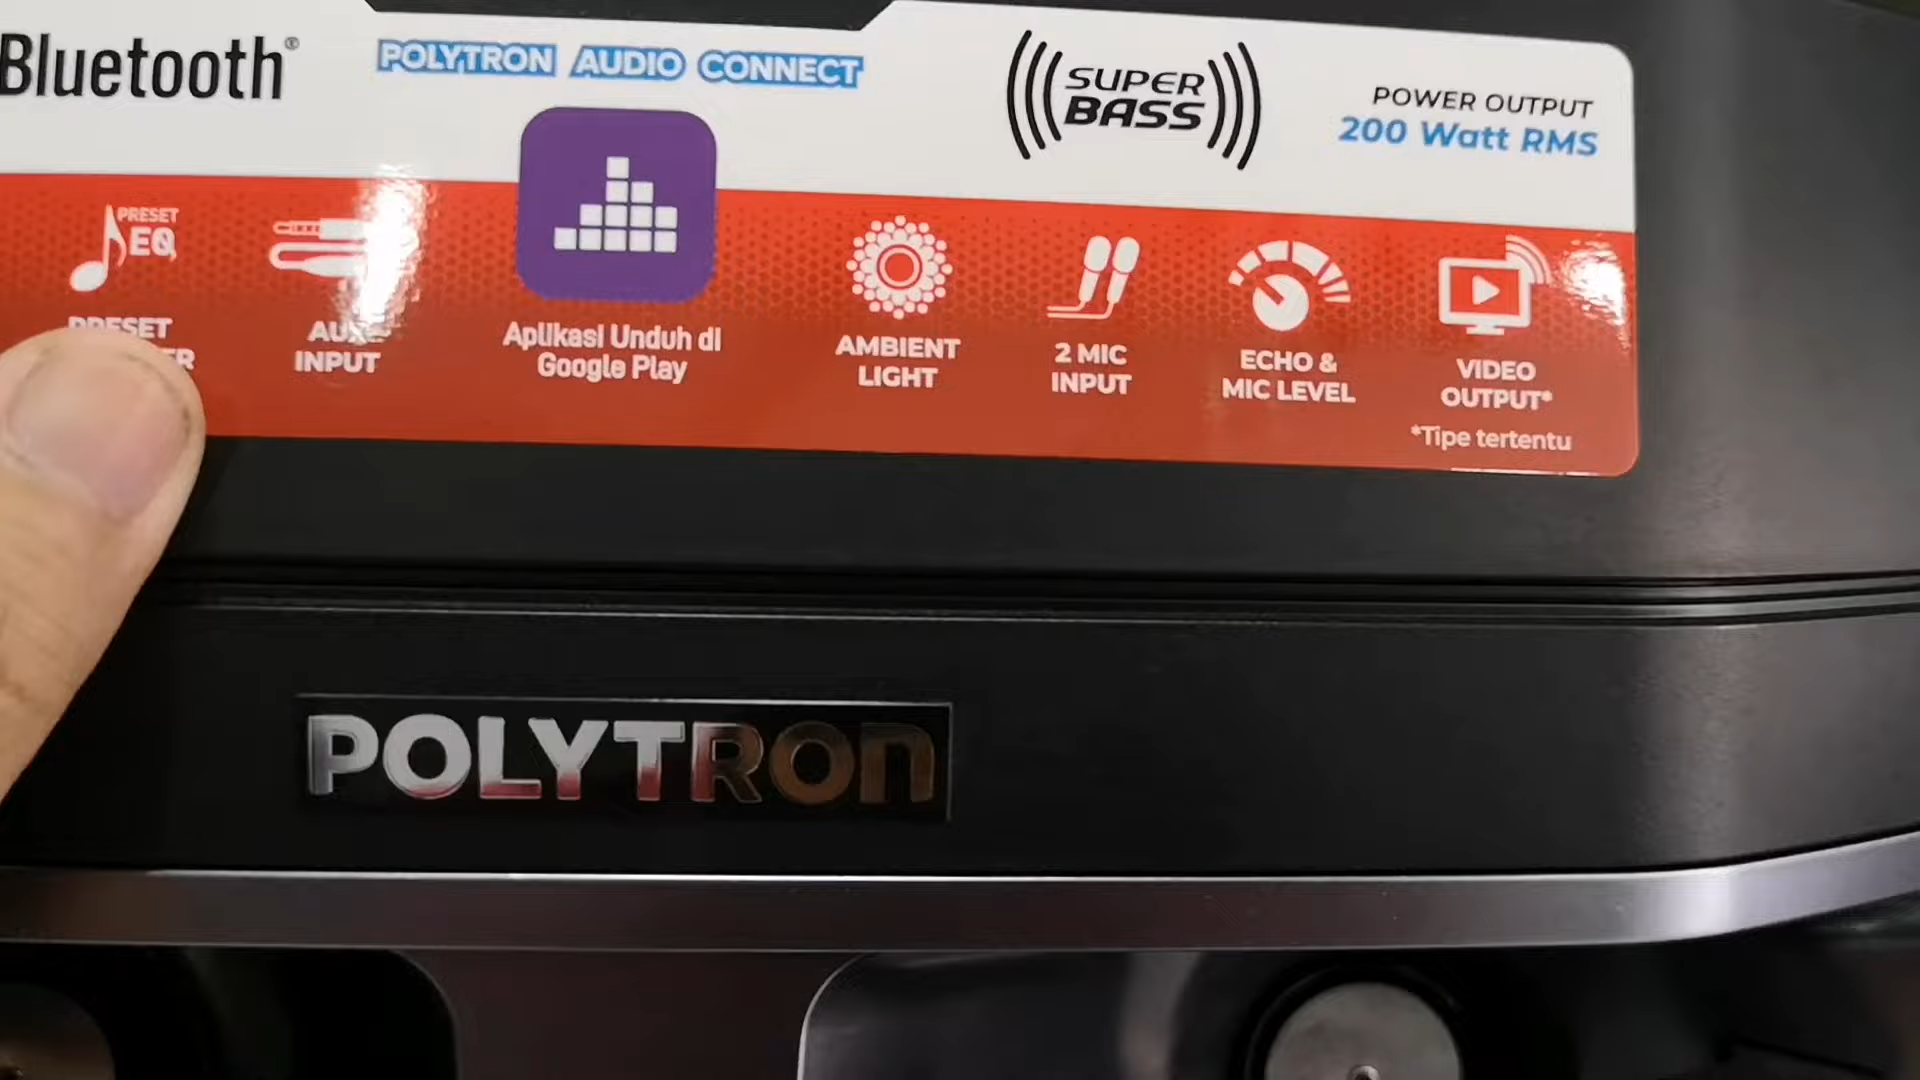 Bluetooth®
POLYTRON AUDIO CONNECT
SUPER
BASS
POWER OUTPUT
200 Watt RMS
PRESET
EQ
PRESET
AUX
INPUT
Aplikasi Unduh di
Google Play
AMBIENT
LIGHT
2 MIC
INPUT
ECHO &
MIC LEVEL
VIDEO
OUTPUT*
*Tipe tertentu
POLYTRON